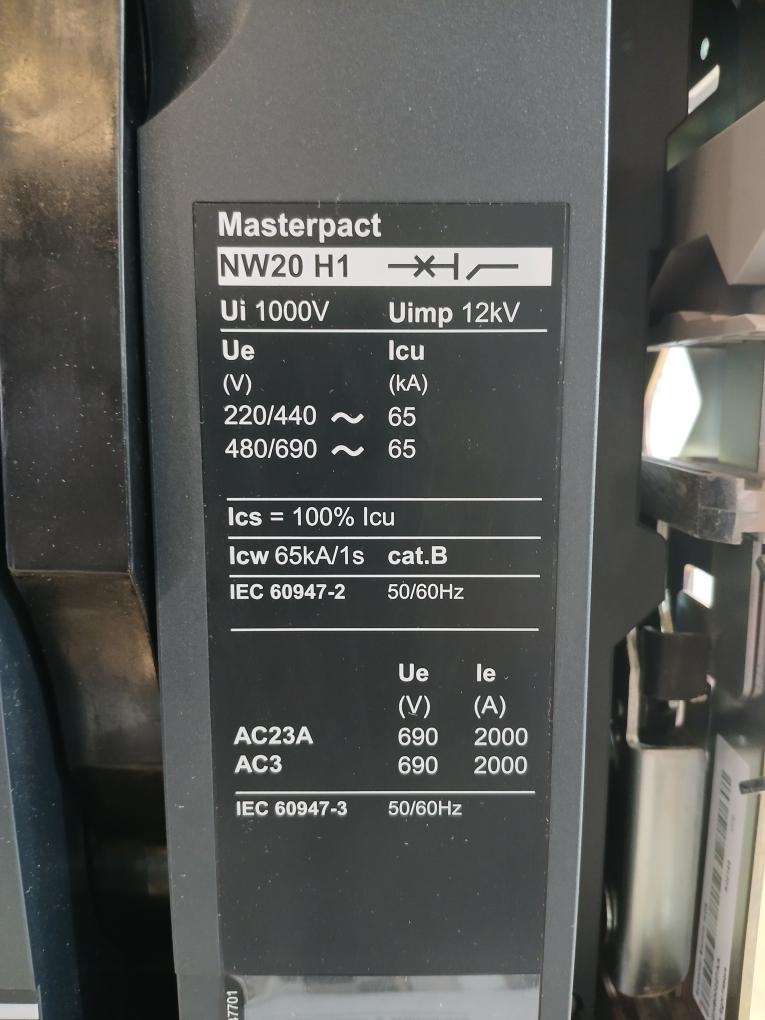 Masterpact
NW20 H1
Ui 1000V Uimp 12kV
Ue Icu
(V) (kA)
220/440 ~ 65
480/690 ~ 65
Ics = 100% Icu
Icw 65kA/1s cat.B
IEC 60947-2 50/60Hz
Ue Ie
(V) (A)
AC23A 690 2000
AC3 690 2000
IEC 60947-3 50/60Hz
47701